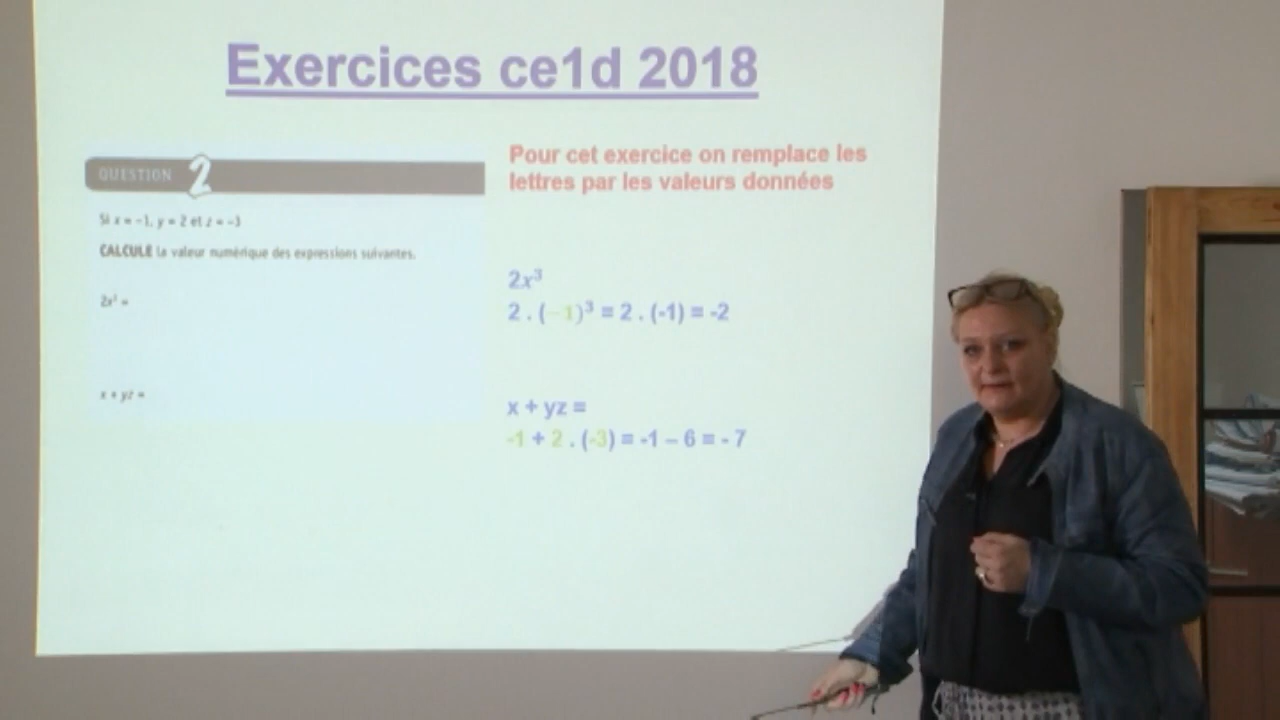 Exercices ce1d 2018
QUESTION 2
Si x = -1, y = 2 et z = -3
CALCULE la valeur numérique des expressions suivantes.
2x³ =
x + yz =
Pour cet exercice on remplace les
lettres par les valeurs données
2x³
2 . (−1)³ = 2 . (-1) = -2
x + yz =
-1 + 2 . (-3) = -1 – 6 = - 7